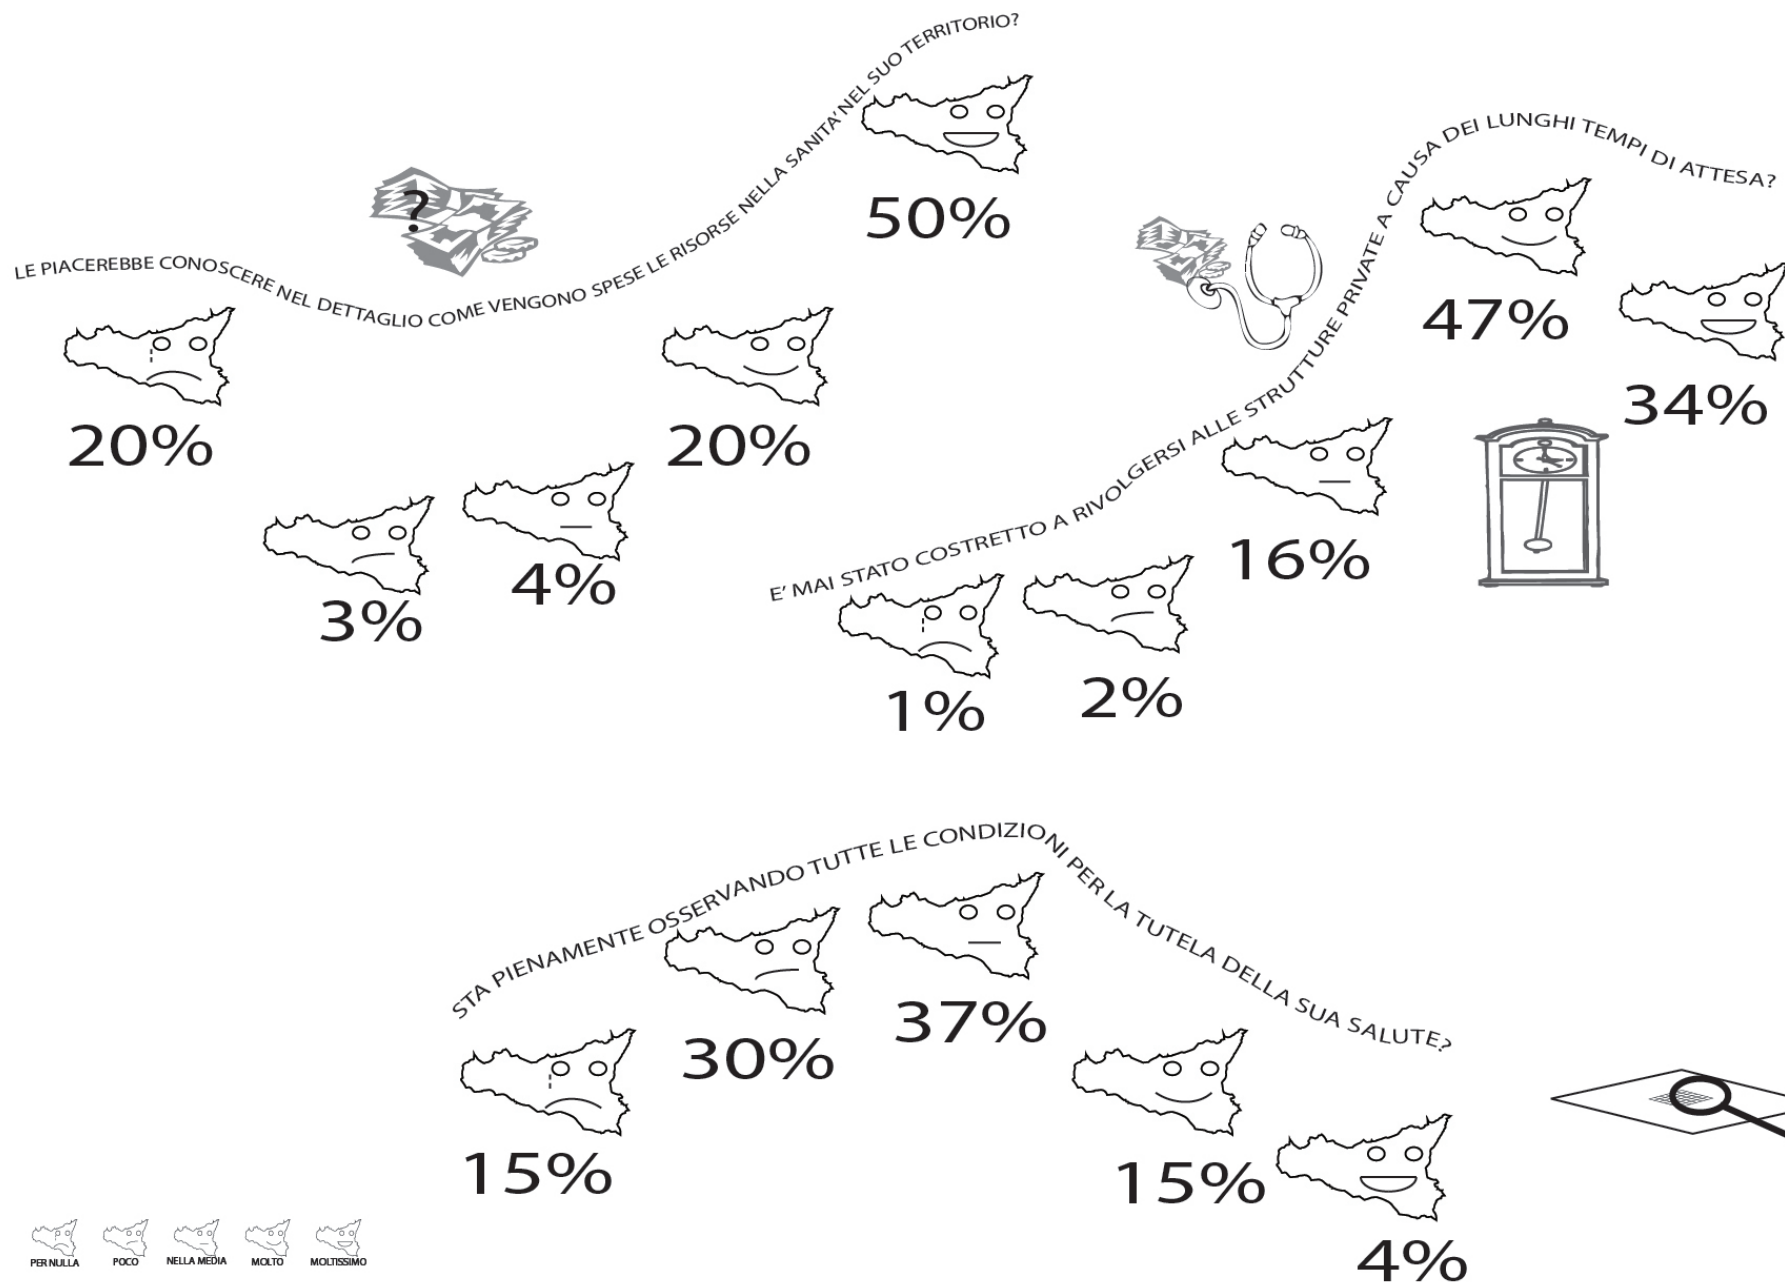 LE PIACEREBBE CONOSCERE NEL DETTAGLIO COME VENGONO SPESE LE RISORSE NELLA SANITA' NEL SUO TERRITORIO?
?
20%
3%
4%
20%
50%
E' MAI STATO COSTRETTO A RIVOLGERSI ALLE STRUTTURE PRIVATE A CAUSA DEI LUNGHI TEMPI DI ATTESA?
1%
2%
16%
47%
34%
STA PIENAMENTE OSSERVANDO TUTTE LE CONDIZIONI PER LA TUTELA DELLA SUA SALUTE?
15%
30%
37%
15%
4%
PER NULLA
POCO
NELLA MEDIA
MOLTO
MOLTISSIMO